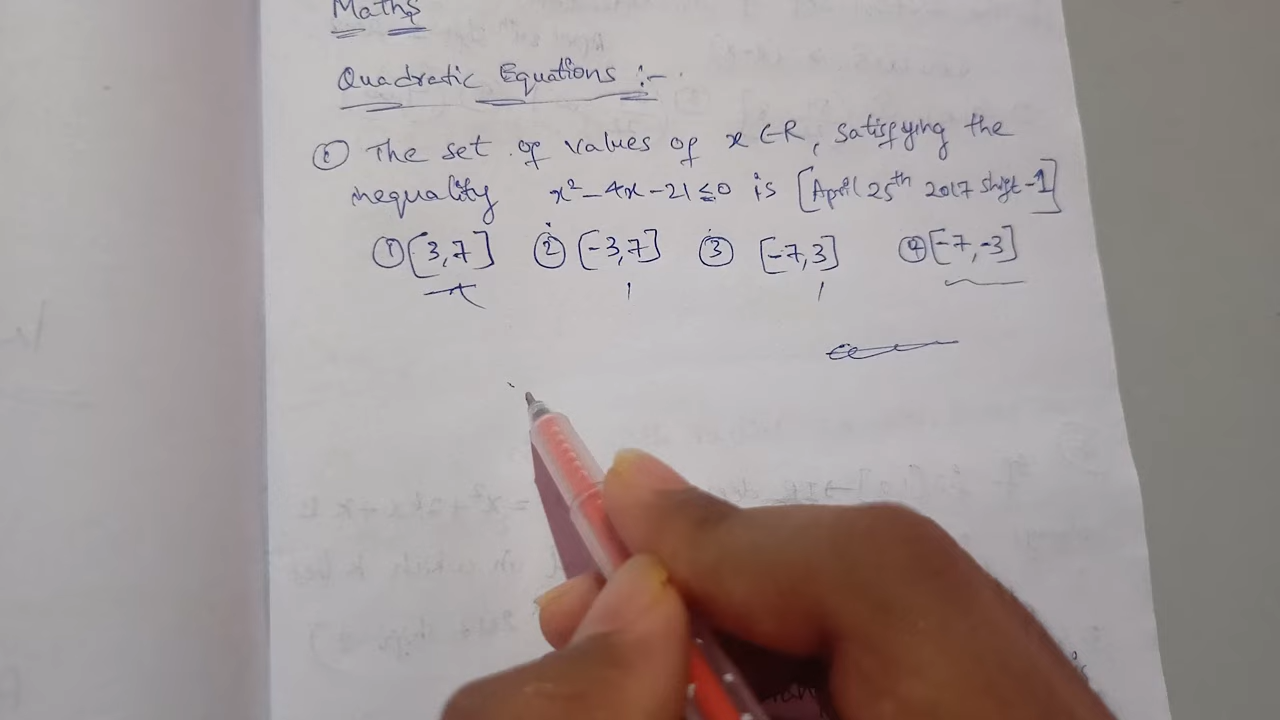 Maths
Quadratic Equations :-
① The set of values of x ∈ R, satisfying the
inequality x² - 4x - 21 ≤ 0 is [April 25th 2017 shift-1]
① [3,7] ② [-3,7] ③ [-7,3] ④ [-7,-3]